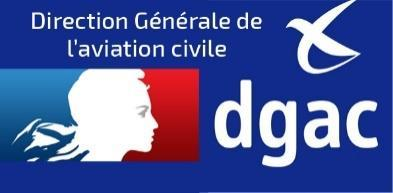 Direction Générale de
l'aviation civile
dgac